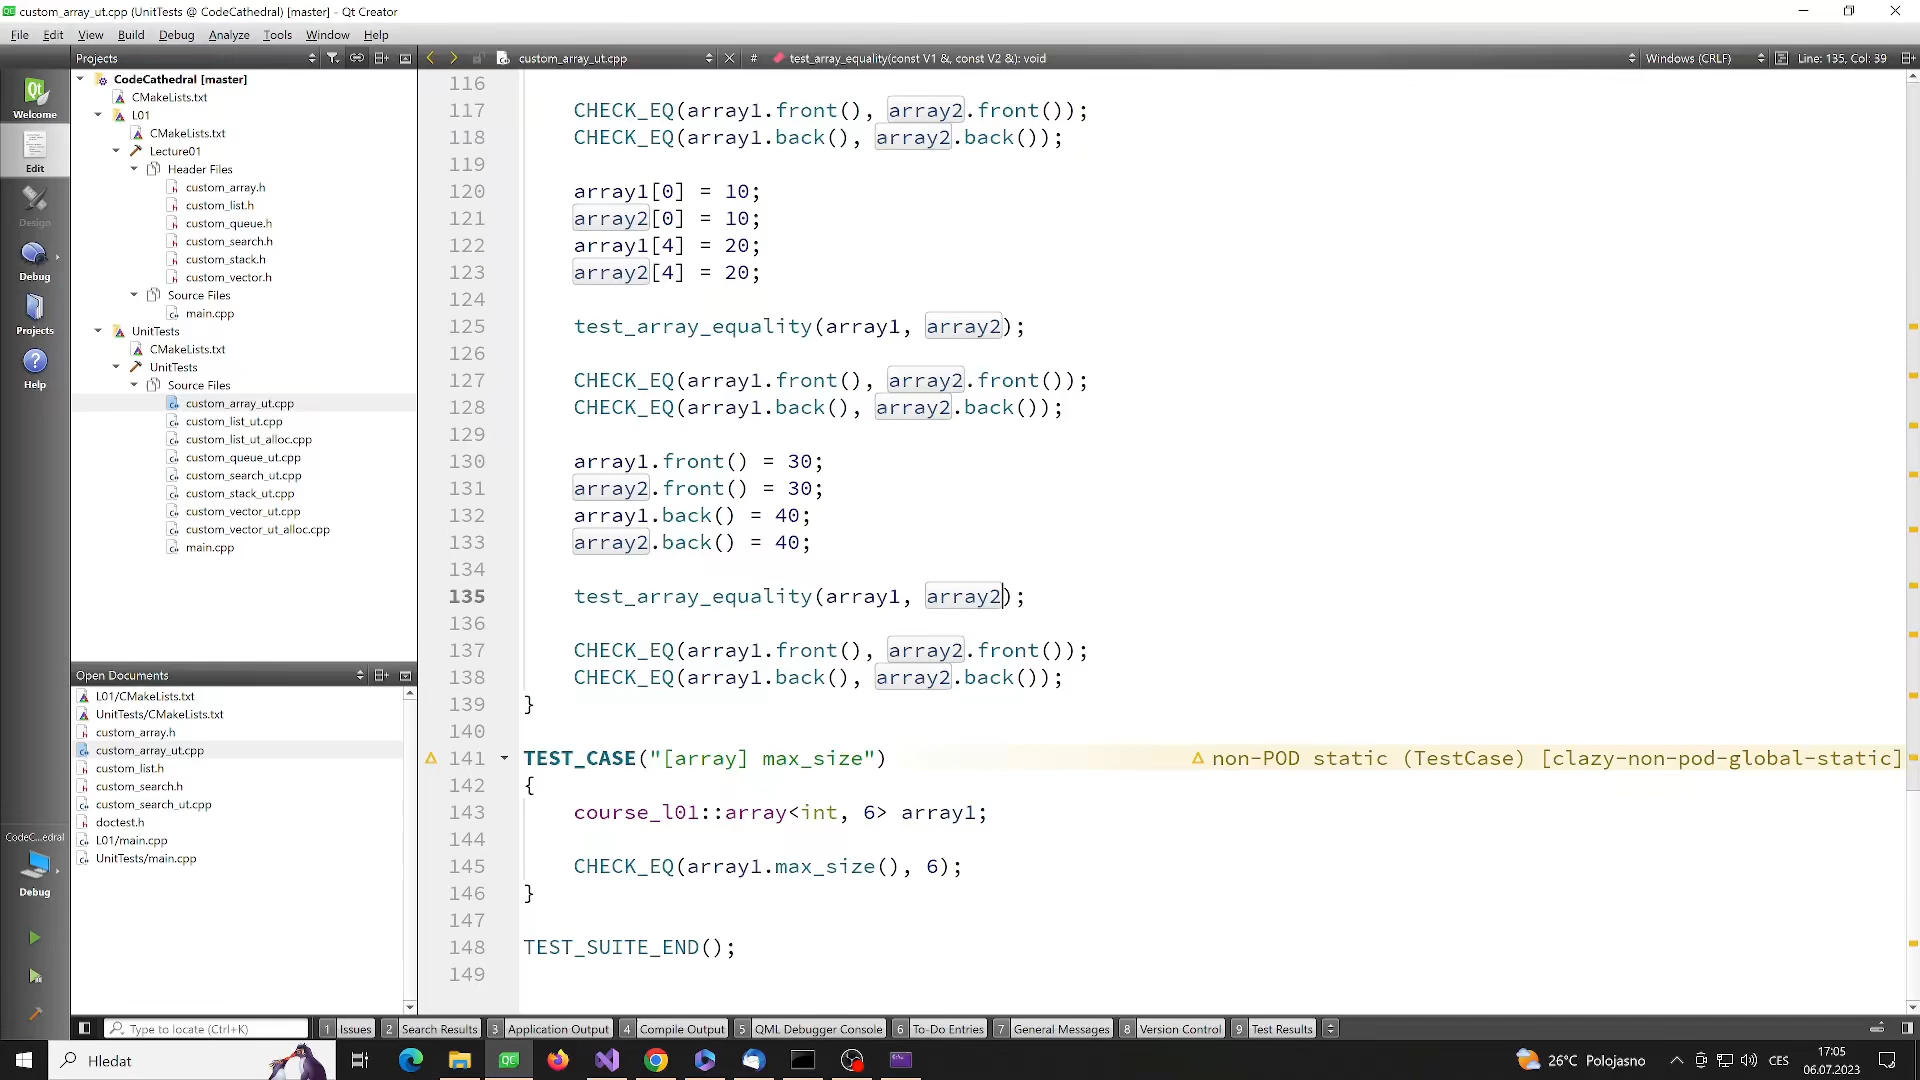 custom_array_ut.cpp (UnitTests @ CodeCathedral) [master] - Qt Creator
File Edit View Build Debug Analyze Tools Window Help
Projects
custom_array_ut.cpp
# test_array_equality(const V1 &, const V2 &): void
Windows (CRLF)
Line: 135, Col: 39
Welcome
Edit
Design
Debug
Projects
Help
CodeC...edral
Debug
CodeCathedral [master]
CMakeLists.txt
L01
CMakeLists.txt
Lecture01
Header Files
custom_array.h
custom_list.h
custom_queue.h
custom_search.h
custom_stack.h
custom_vector.h
Source Files
main.cpp
UnitTests
CMakeLists.txt
UnitTests
Source Files
custom_array_ut.cpp
custom_list_ut.cpp
custom_list_ut_alloc.cpp
custom_queue_ut.cpp
custom_search_ut.cpp
custom_stack_ut.cpp
custom_vector_ut.cpp
custom_vector_ut_alloc.cpp
main.cpp
Open Documents
L01/CMakeLists.txt
UnitTests/CMakeLists.txt
custom_array.h
custom_array_ut.cpp
custom_list.h
custom_search.h
custom_search_ut.cpp
doctest.h
L01/main.cpp
UnitTests/main.cpp
116
117 CHECK_EQ(array1.front(), array2.front());
118 CHECK_EQ(array1.back(), array2.back());
119
120 array1[0] = 10;
121 array2[0] = 10;
122 array1[4] = 20;
123 array2[4] = 20;
124
125 test_array_equality(array1, array2);
126
127 CHECK_EQ(array1.front(), array2.front());
128 CHECK_EQ(array1.back(), array2.back());
129
130 array1.front() = 30;
131 array2.front() = 30;
132 array1.back() = 40;
133 array2.back() = 40;
134
135 test_array_equality(array1, array2);
136
137 CHECK_EQ(array1.front(), array2.front());
138 CHECK_EQ(array1.back(), array2.back());
139 }
140
141 TEST_CASE("[array] max_size") non-POD static (TestCase) [clazy-non-pod-global-static]
142 {
143 course_l01::array<int, 6> array1;
144
145 CHECK_EQ(array1.max_size(), 6);
146 }
147
148 TEST_SUITE_END();
149
Type to locate (Ctrl+K) 1 Issues 2 Search Results 3 Application Output 4 Compile Output 5 QML Debugger Console 6 To-Do Entries 7 General Messages 8 Version Control 9 Test Results
Hledat
26°C Polojasno
CES
17:05
06.07.2023